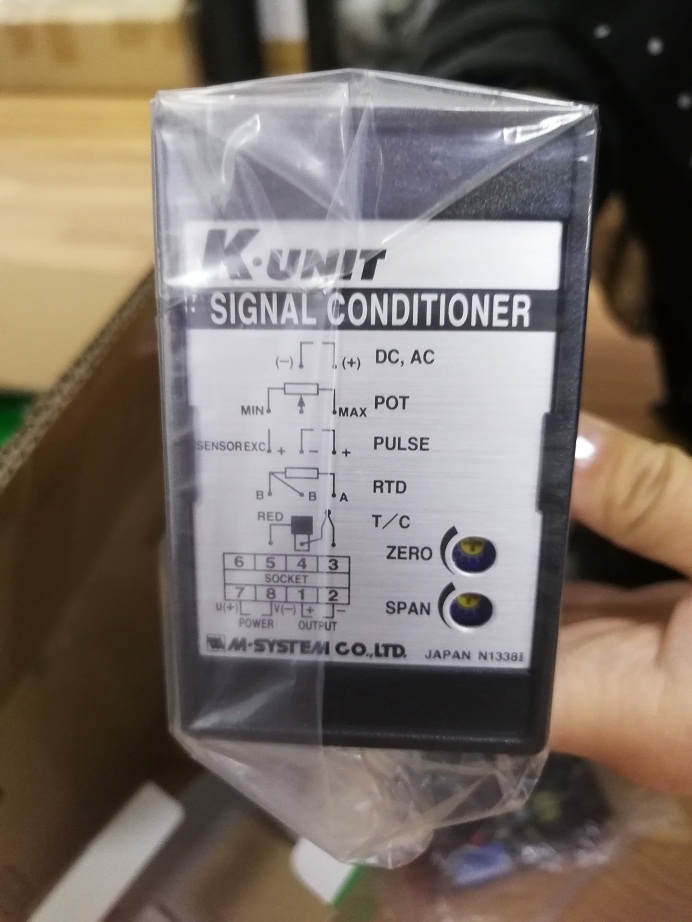 K·UNIT
SIGNAL CONDITIONER
(−) (+) DC, AC
MIN MAX POT
SENSOR EXC. + − + PULSE
B B A RTD
RED T/C
ZERO
6 5 4 3
SOCKET
7 8 1 2
SPAN
U(+) V(−) + −
POWER OUTPUT
M-SYSTEM CO.,LTD. JAPAN N13381